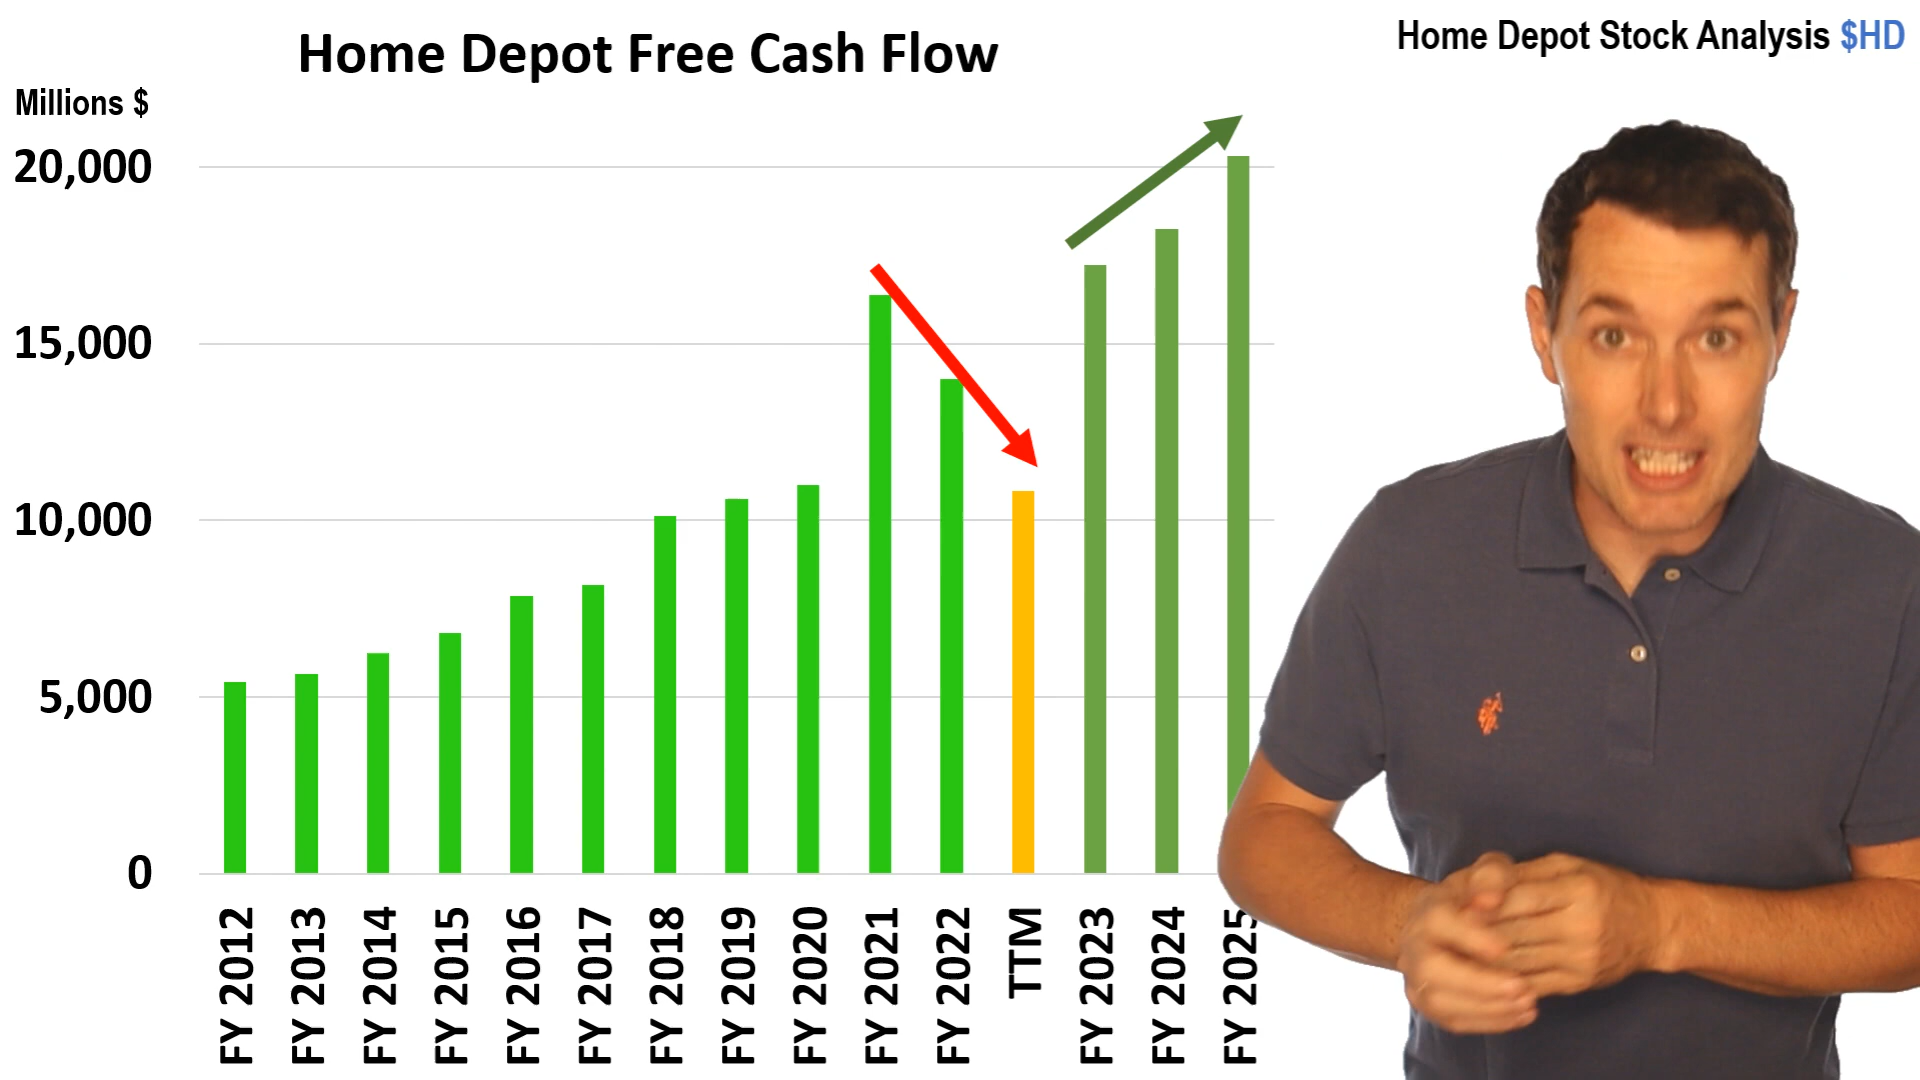 Home Depot Free Cash Flow
Home Depot Stock Analysis $HD
Millions $
20,000
15,000
10,000
5,000
0
FY 2012
FY 2013
FY 2014
FY 2015
FY 2016
FY 2017
FY 2018
FY 2019
FY 2020
FY 2021
FY 2022
TTM
FY 2023
FY 2024
FY 2025